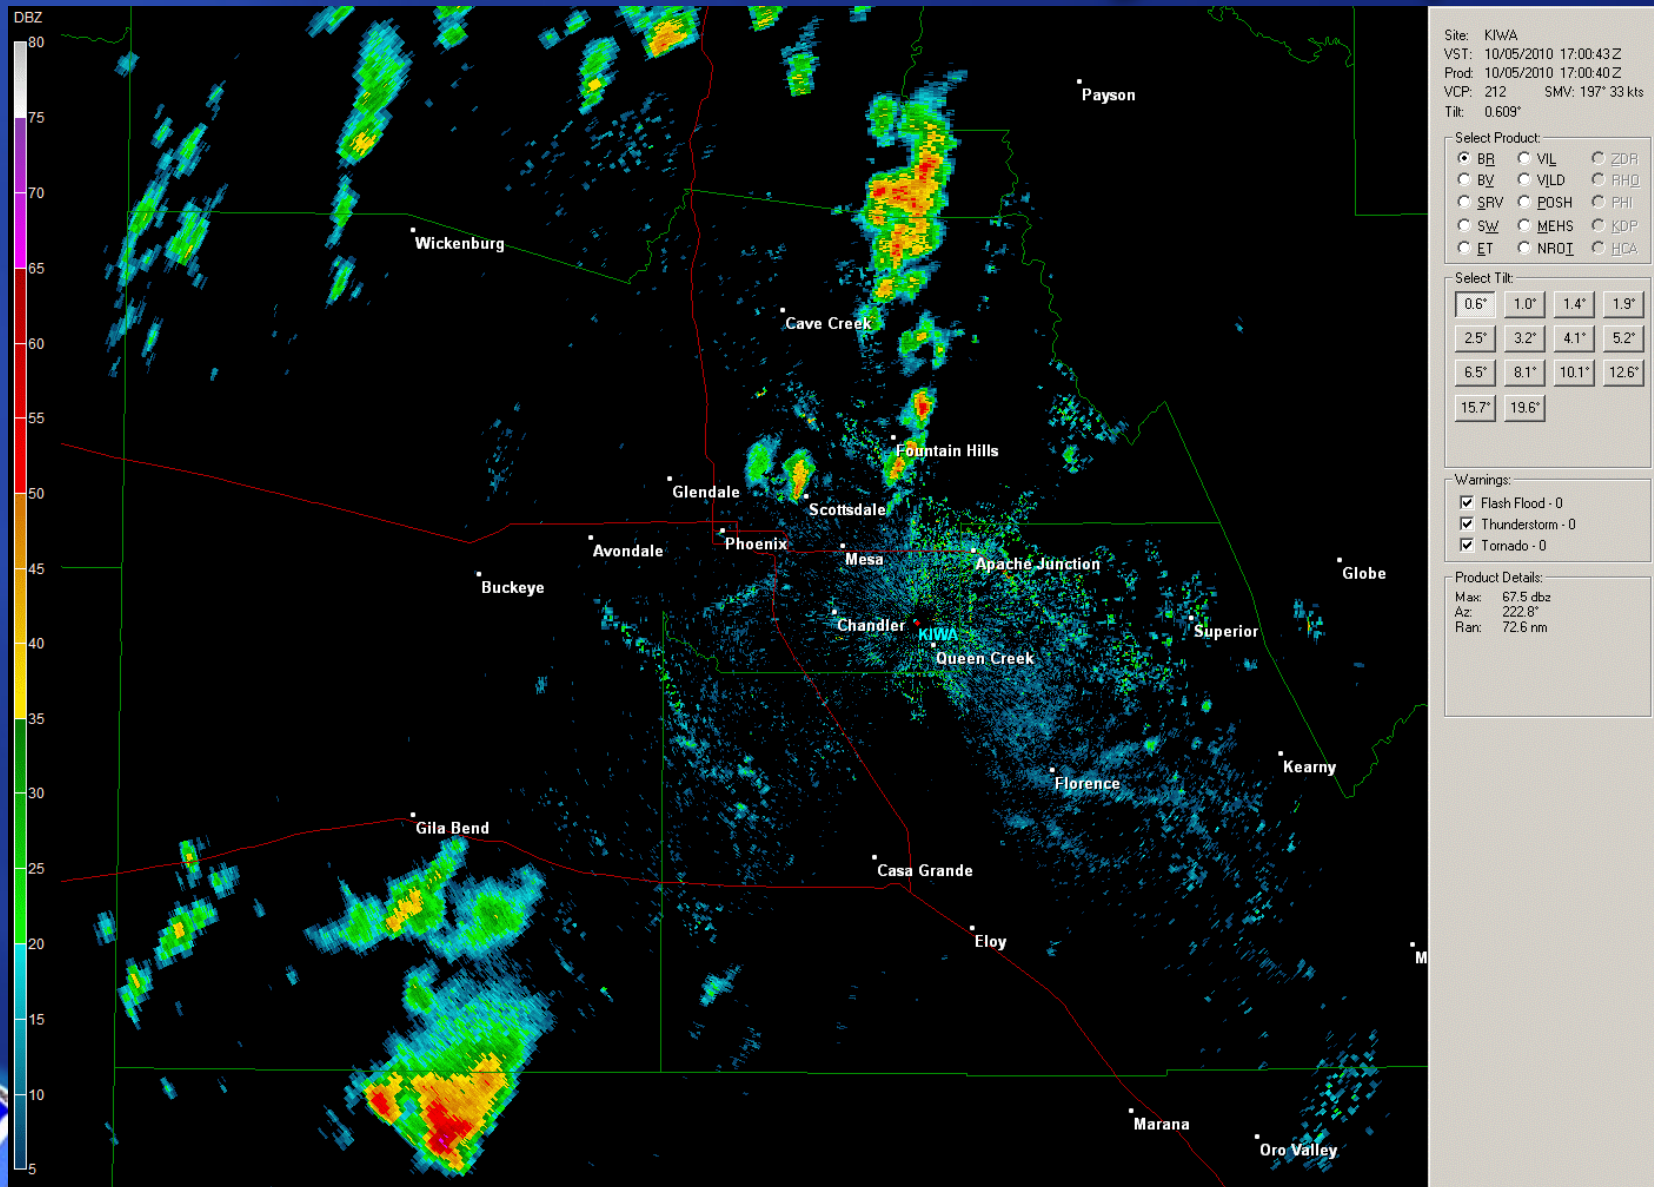 DBZ
80
75
70
65
60
55
50
45
40
35
30
25
20
15
10
5
Payson
Wickenburg
Cave Creek
Fountain Hills
Glendale
Scottsdale
Phoenix
Avondale
Mesa
Apache Junction
Globe
Buckeye
Chandler
KIWA
Superior
Queen Creek
Kearny
Florence
Gila Bend
Casa Grande
Eloy
M
Marana
Oro Valley
Site: KIWA
VST: 10/05/2010 17:00:43Z
Prod: 10/05/2010 17:00:40Z
VCP: 212 SMV: 197° 33 kts
Tilt: 0.609°
Select Product:
BR VIL ZDR
BV VILD RHO
SRV POSH PHI
SW MEHS KDP
ET NROT HCA
Select Tilt:
0.6° 1.0° 1.4° 1.9°
2.5° 3.2° 4.1° 5.2°
6.5° 8.1° 10.1° 12.6°
15.7° 19.6°
Warnings:
Flash Flood - 0
Thunderstorm - 0
Tornado - 0
Product Details:
Max: 67.5 dbz
Az: 222.8°
Ran: 72.6 nm